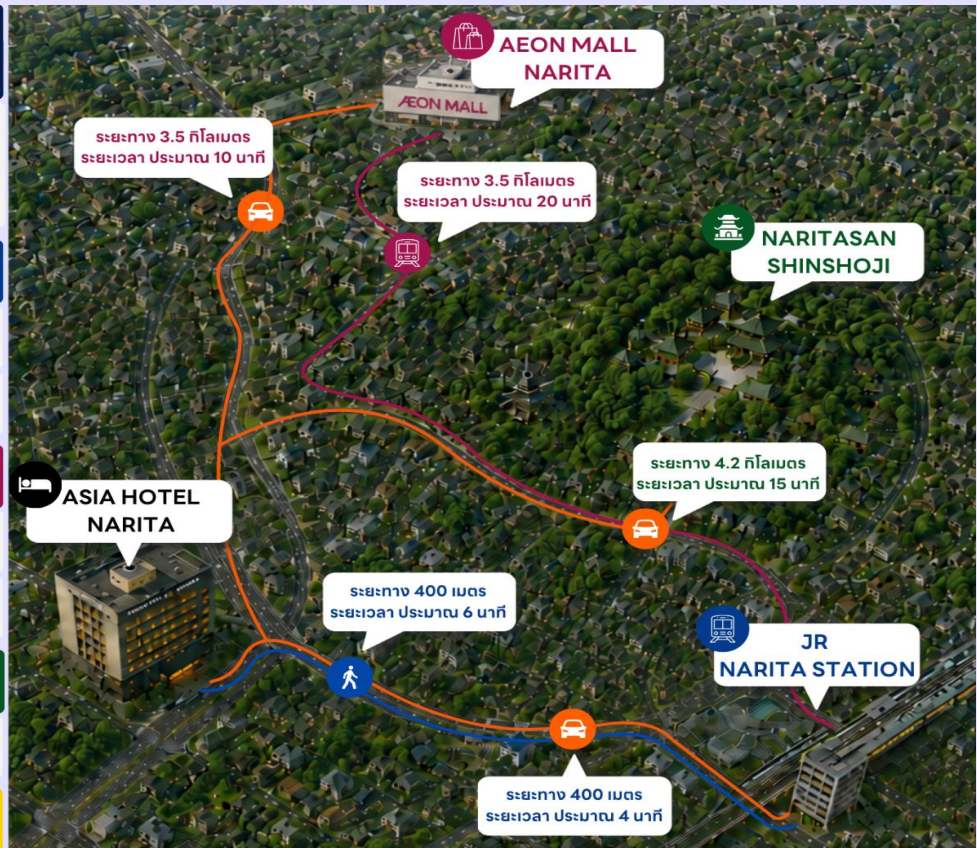 AEON MALL
NARITA
ÆON MALL
ระยะทาง 3.5 กิโลเมตร
ระยะเวลา ประมาณ 10 นาที
ระยะทาง 3.5 กิโลเมตร
ระยะเวลา ประมาณ 20 นาที
NARITASAN
SHINSHOJI
ระยะทาง 4.2 กิโลเมตร
ระยะเวลา ประมาณ 15 นาที
ASIA HOTEL
NARITA
ระยะทาง 400 เมตร
ระยะเวลา ประมาณ 6 นาที
JR
NARITA STATION
ระยะทาง 400 เมตร
ระยะเวลา ประมาณ 4 นาที